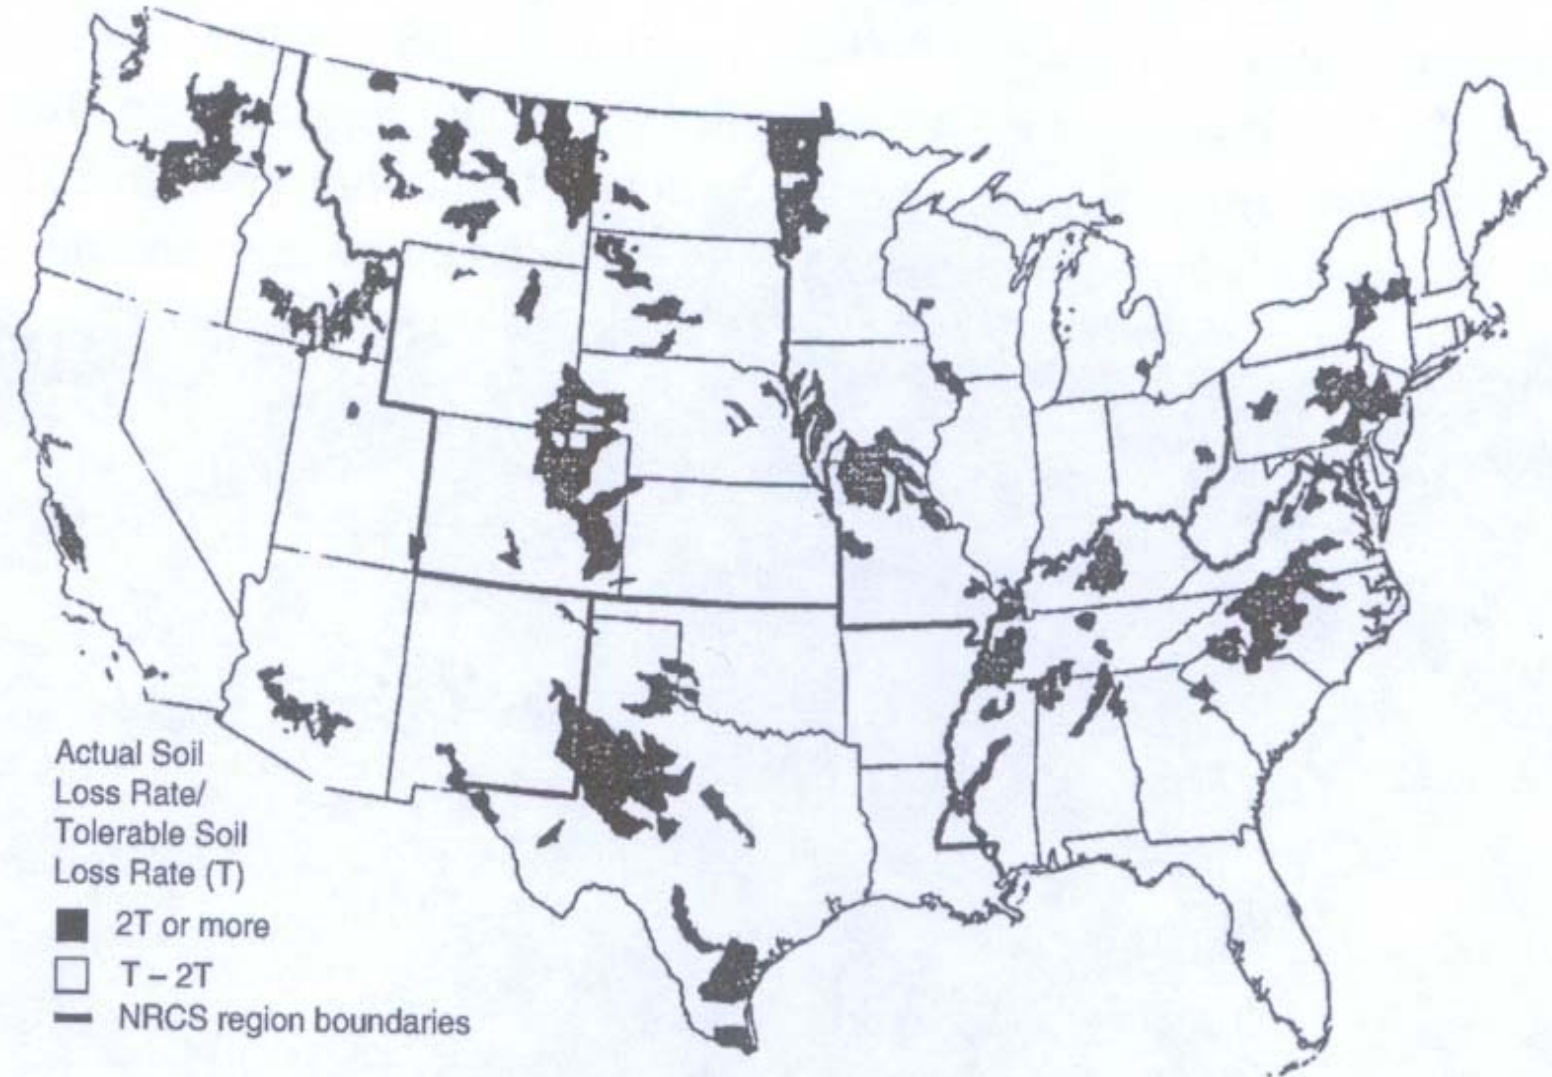 Actual Soil
Loss Rate/
Tolerable Soil
Loss Rate (T)
2T or more
T – 2T
NRCS region boundaries